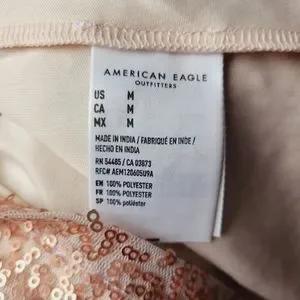 AMERICAN EAGLE
OUTFITTERS
US M
CA M
MX M
MADE IN INDIA / FABRIQUÉ EN INDE /
HECHO EN INDIA
RN 54485 / CA 03873
RFC# AEM120605U9A
EN 100% POLYESTER
FR 100% POLYESTER
SP 100% poliéster